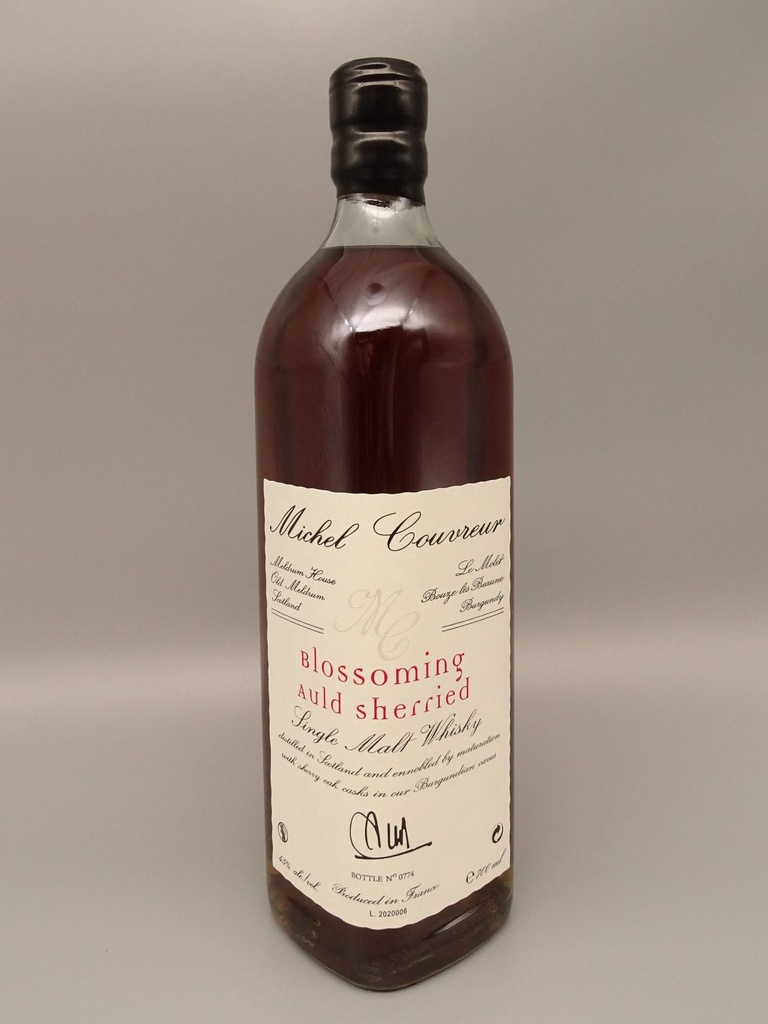 Michel Couvreur
Meldrum House
Old Meldrum
Scotland
Le Molit
Bouze lès Beaune
Burgundy
MC
Blossoming
Auld sherried
Single Malt Whisky
distilled in Scotland and ennobled by maturation
with sherry oak casks in our Burgundian caves
BOTTLE N° 0774
45% alc./vol.
Produced in France
e 700 ml
L. 2020006